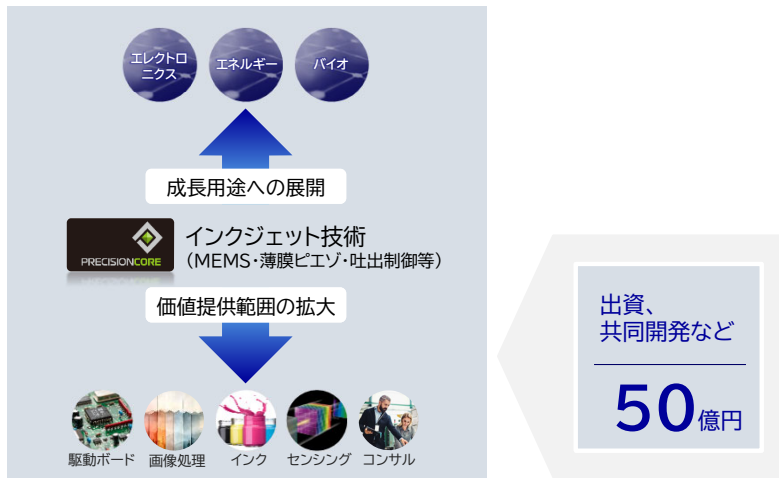 エレクトロ
ニクス
エネルギー
バイオ
成長用途への展開
PRECISIONCORE
インクジェット技術
（MEMS・薄膜ピエゾ・吐出制御等）
価値提供範囲の拡大
駆動ボード
画像処理
インク
センシング
コンサル
出資、
共同開発など
50億円